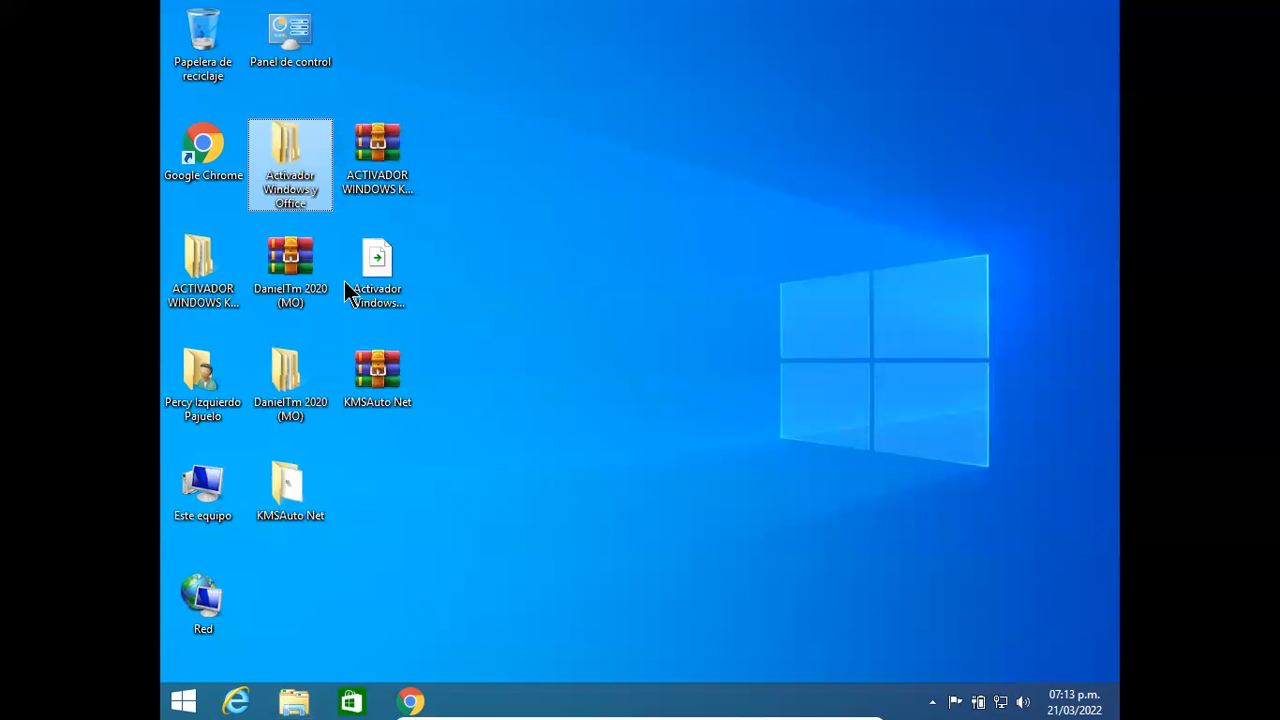 Papelera de
reciclaje
Panel de control
Google Chrome
Activador
Windows y
Office
ACTIVADOR
WINDOWS K...
ACTIVADOR
WINDOWS K...
DanielTm 2020
(MO)
Activador
Windows...
Percy Izquierdo
Pajuelo
DanielTm 2020
(MO)
KMSAuto Net
Este equipo
KMSAuto Net
Red
07:13 p.m.
21/03/2022